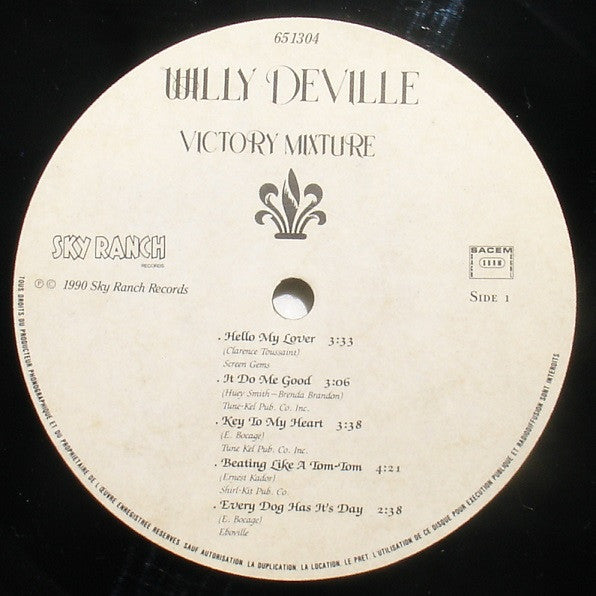 651304
WILLY DEVILLE
VICTORY MIXTURE
SKY RANCH
RECORDS
℗ © 1990 Sky Ranch Records
SACEM
SIDE 1
. Hello My Lover 3:33
(Clarence Toussaint)
Screen Gems
. It Do Me Good 3:06
(Huey Smith–Brenda Brandon)
Tune-Kel Pub. Co. Inc.
. Key To My Heart 3:38
(E. Bocage)
Tune Kel Pub. Co. Inc.
. Beating Like A Tom-Tom 4:21
(Ernest Kador)
Shirl-Kit Pub. Co.
. Every Dog Has It's Day 2:38
(E. Bocage)
Eboville
TOUS DROITS DU PRODUCTEUR PHONOGRAPHIQUE ET DU PROPRIETAIRE DE L'ŒUVRE ENREGISTREE RESERVES. SAUF AUTORISATION, LA DUPLICATION, LA LOCATION, LE PRET, L'UTILISATION DE CE DISQUE POUR EXECUTION PUBLIQUE ET RADIODIFFUSION SONT INTERDITS